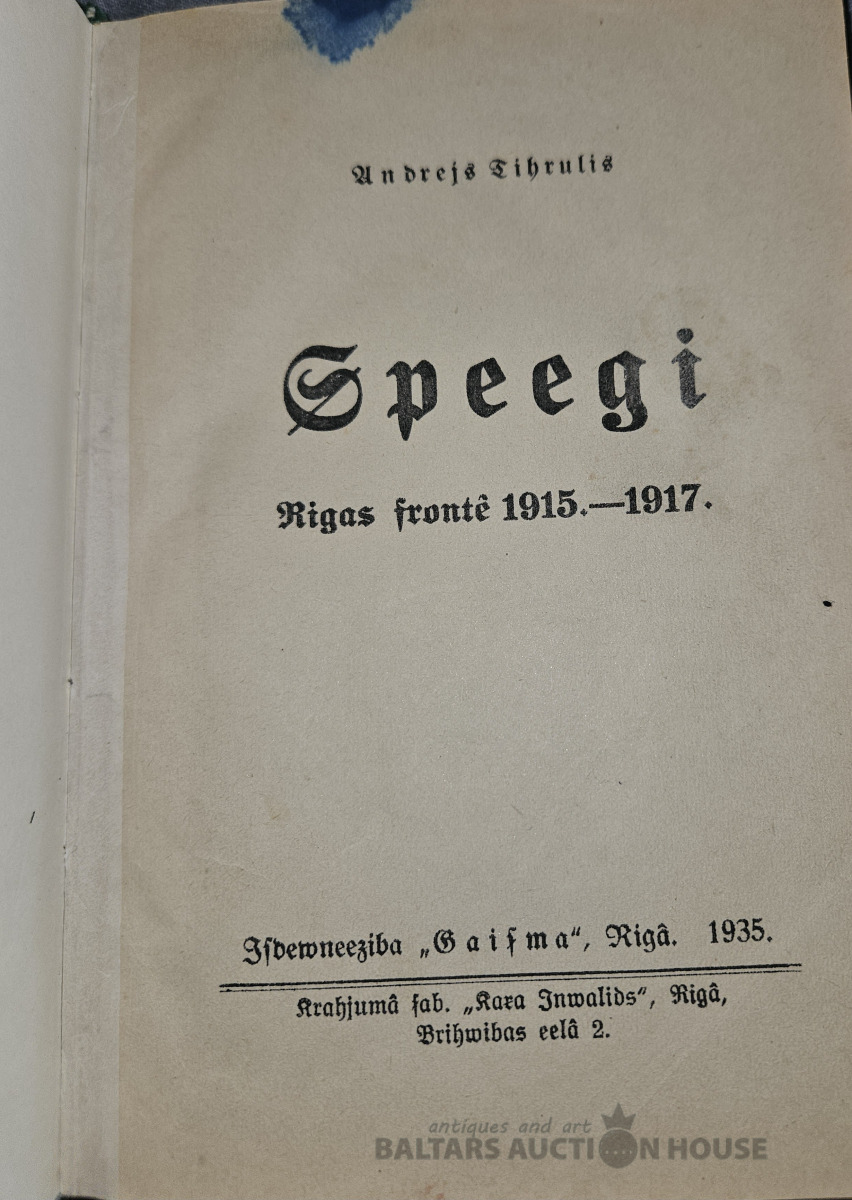 Andrejs Tihrulis
Speegi
Rigas frontê 1915.—1917.
Isdewneeziba „Gaiſma“, Rigâ. 1935.
Krahjumâ ſab. „Kara Inwalids“, Rigâ,
Brihwibas eelâ 2.
antiques and art
BALTARS AUCTION HOUSE